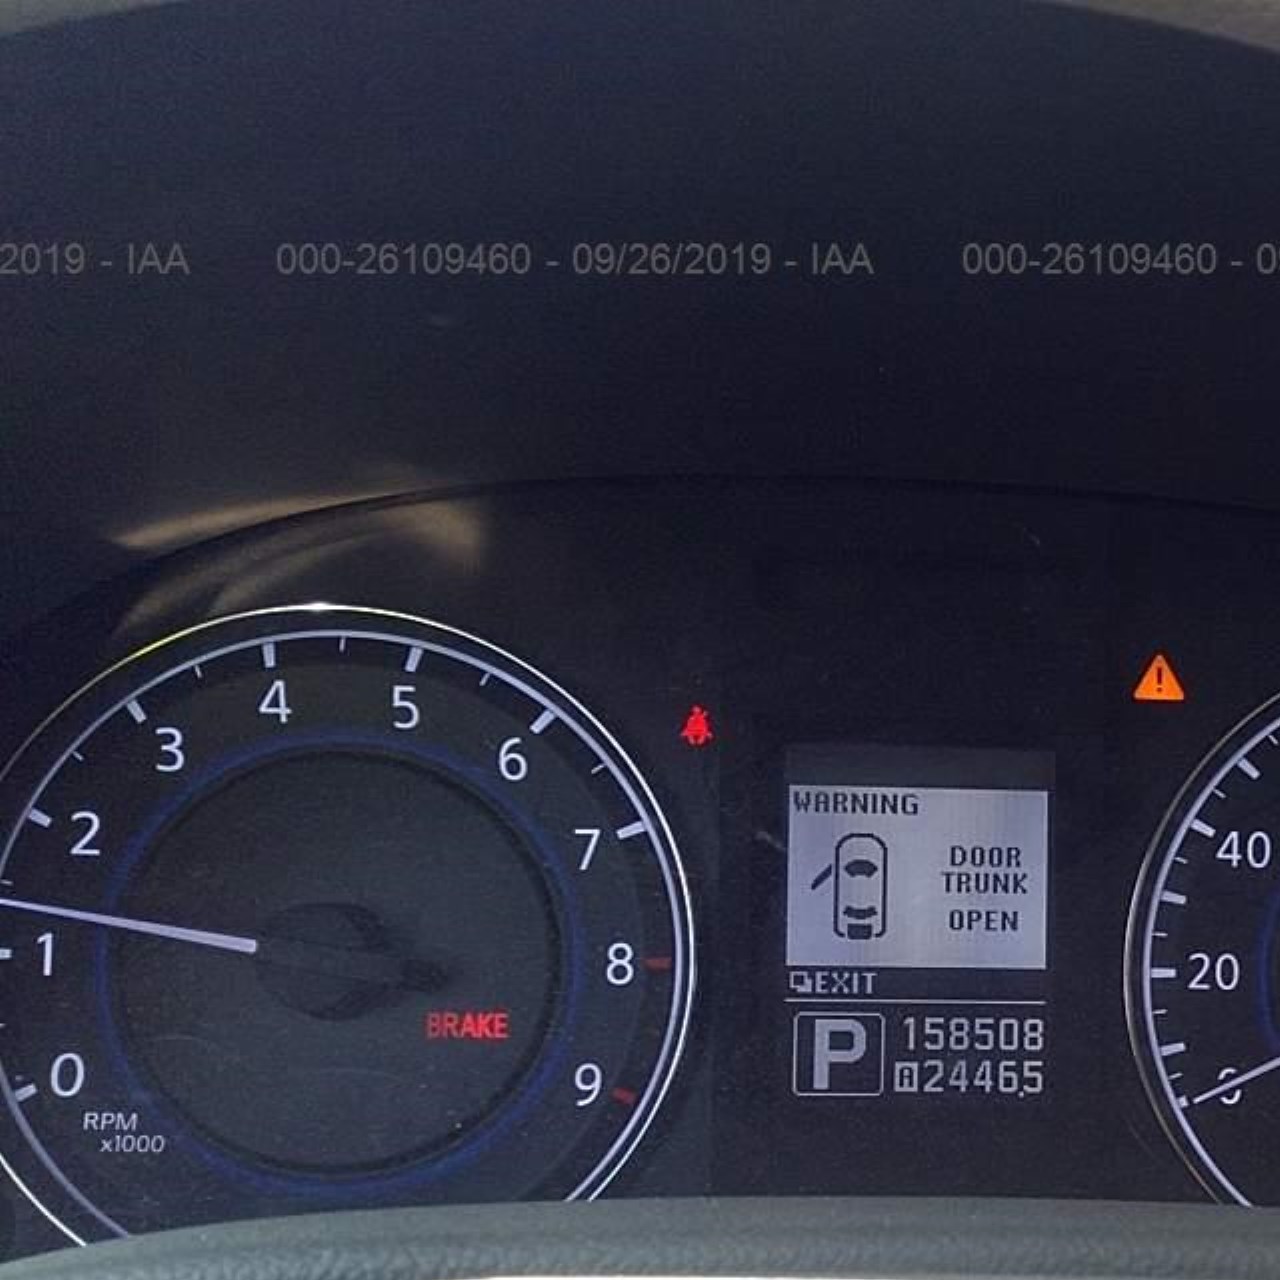 2019 - IAA 000-26109460 - 09/26/2019 - IAA 000-26109460 - 0
4 5
3 6
2 7
1 8
0 9
RPM
x1000
BRAKE
WARNING
DOOR
TRUNK
OPEN
EXIT
P 158508
A 24465
40
20
0